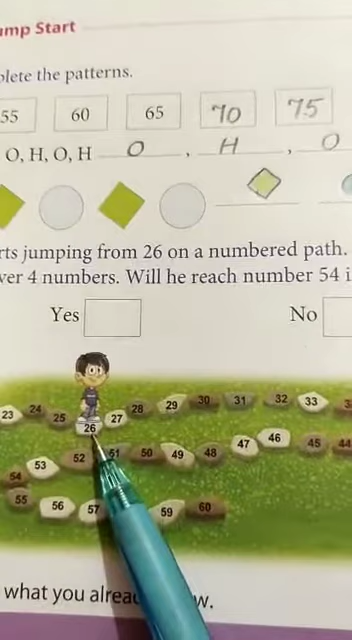 ump Start
plete the patterns.
55 60 65 70 75
O, H, O, H O , H , O
rts jumping from 26 on a numbered path.
ver 4 numbers. Will he reach number 54 i
Yes No
23 24 25 26 27 28 29 30 31 32 33 3
54 53 52 51 50 49 48 47 46 45 44
55 56 57 59 60
what you alrea w.